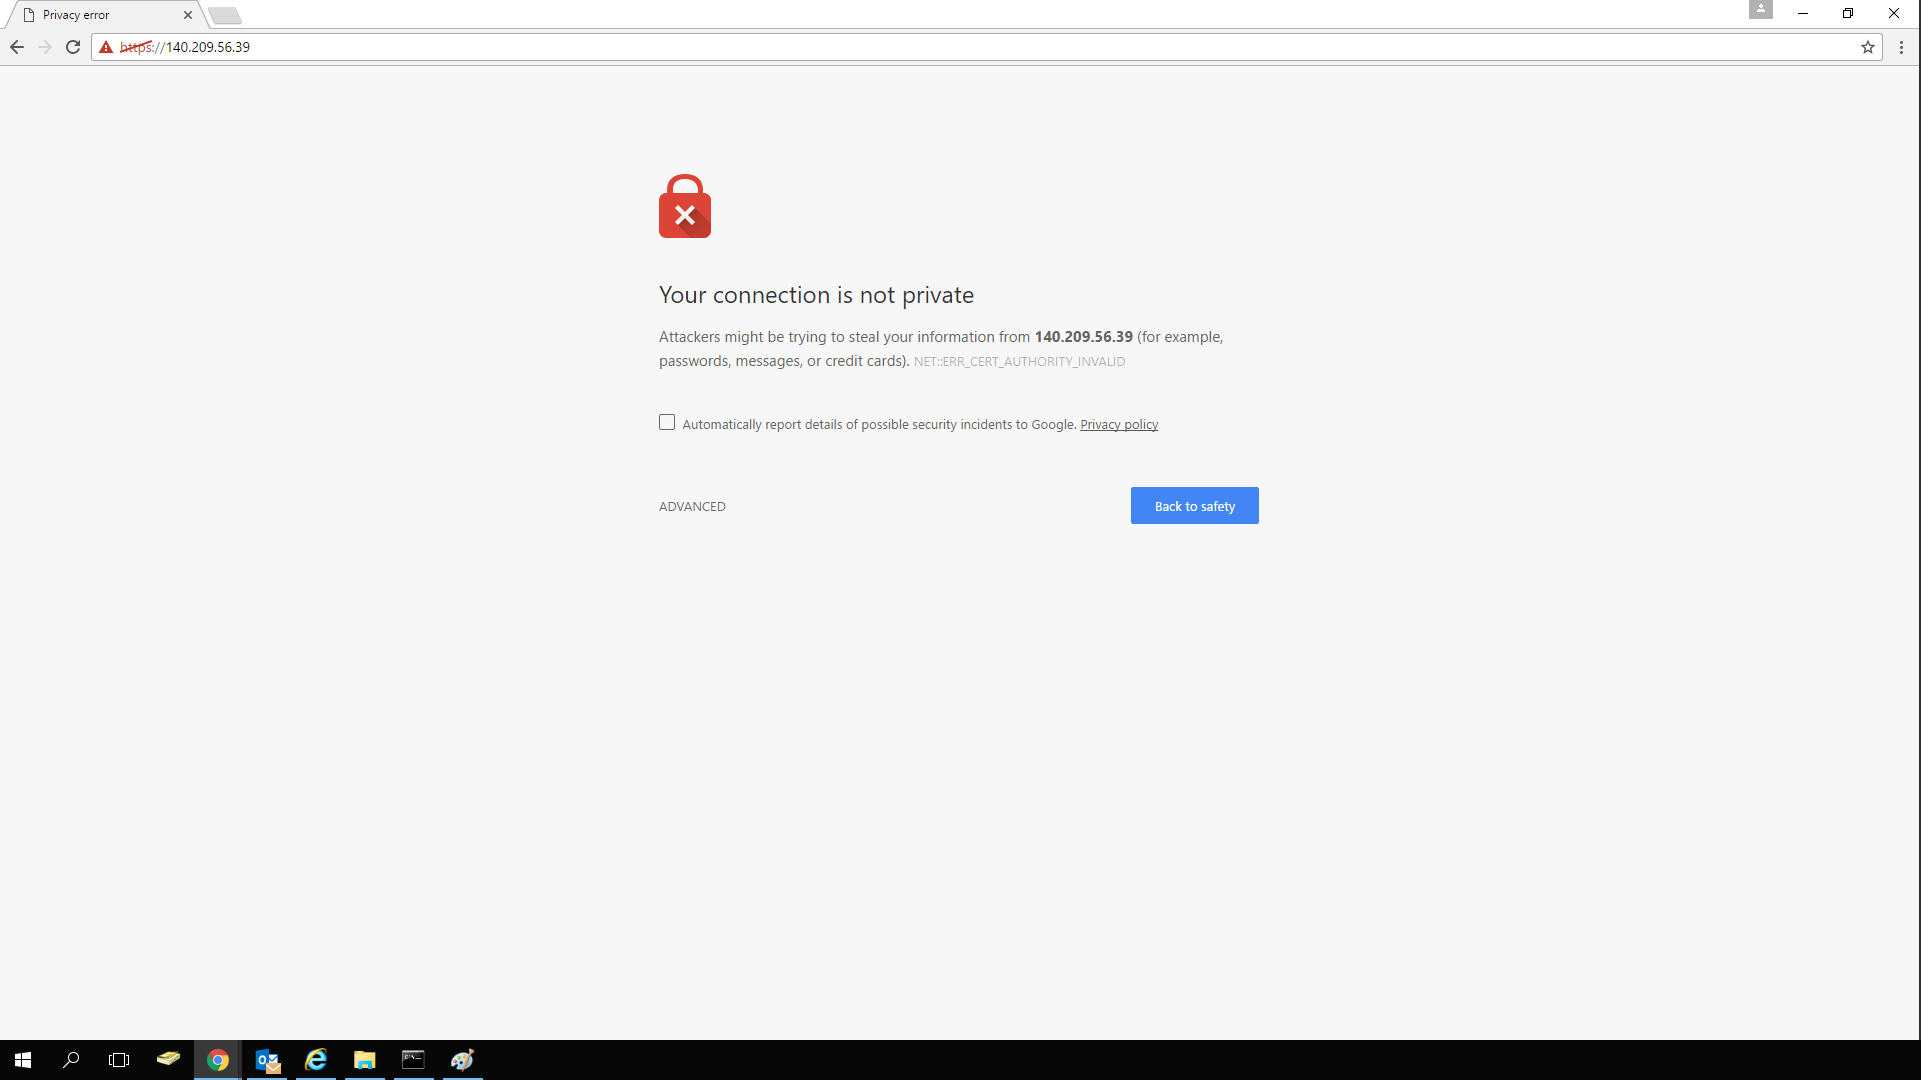 Privacy error
https://140.209.56.39
Your connection is not private
Attackers might be trying to steal your information from 140.209.56.39 (for example,
passwords, messages, or credit cards). NET::ERR_CERT_AUTHORITY_INVALID
Automatically report details of possible security incidents to Google. Privacy policy
ADVANCED
Back to safety